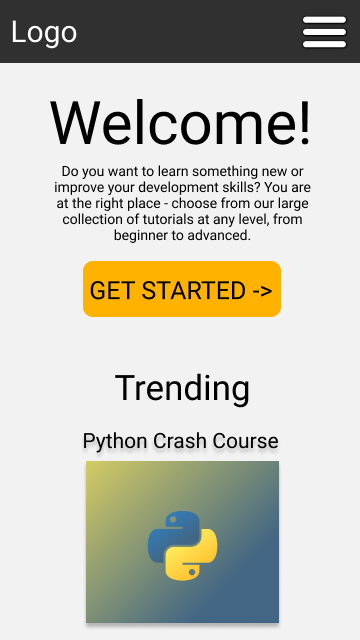 Logo
Welcome!
Do you want to learn something new or
improve your development skills? You are
at the right place - choose from our large
collection of tutorials at any level, from
beginner to advanced.
GET STARTED ->
Trending
Python Crash Course